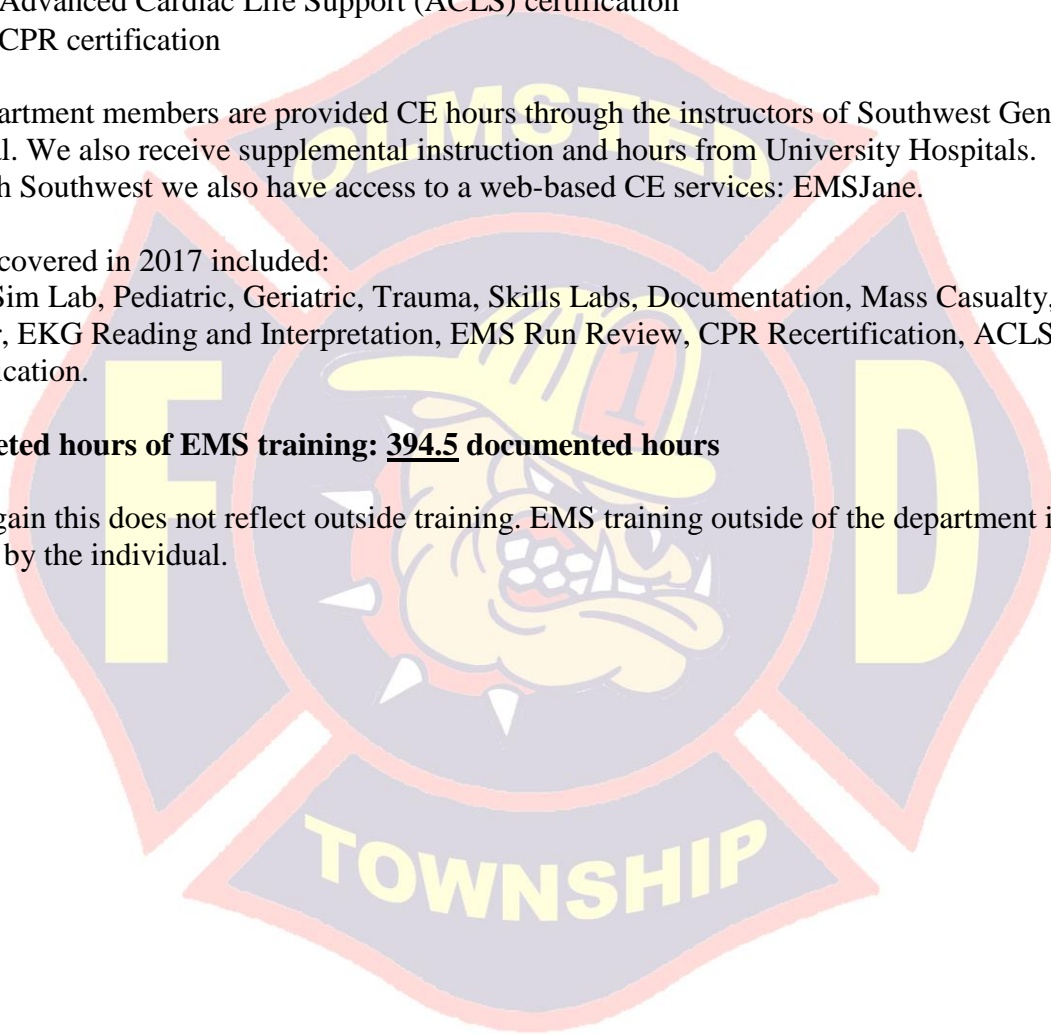 Advanced Cardiac Life Support (ACLS) certification
CPR certification
artment members are provided CE hours through the instructors of Southwest Gen
l. We also receive supplemental instruction and hours from University Hospitals.
h Southwest we also have access to a web-based CE services: EMSJane.
covered in 2017 included:
Sim Lab, Pediatric, Geriatric, Trauma, Skills Labs, Documentation, Mass Casualty,
r, EKG Reading and Interpretation, EMS Run Review, CPR Recertification, ACLS
ication.
eted hours of EMS training: 394.5 documented hours
gain this does not reflect outside training. EMS training outside of the department i
by the individual.
OLMSTED
1
F D
TOWNSHIP